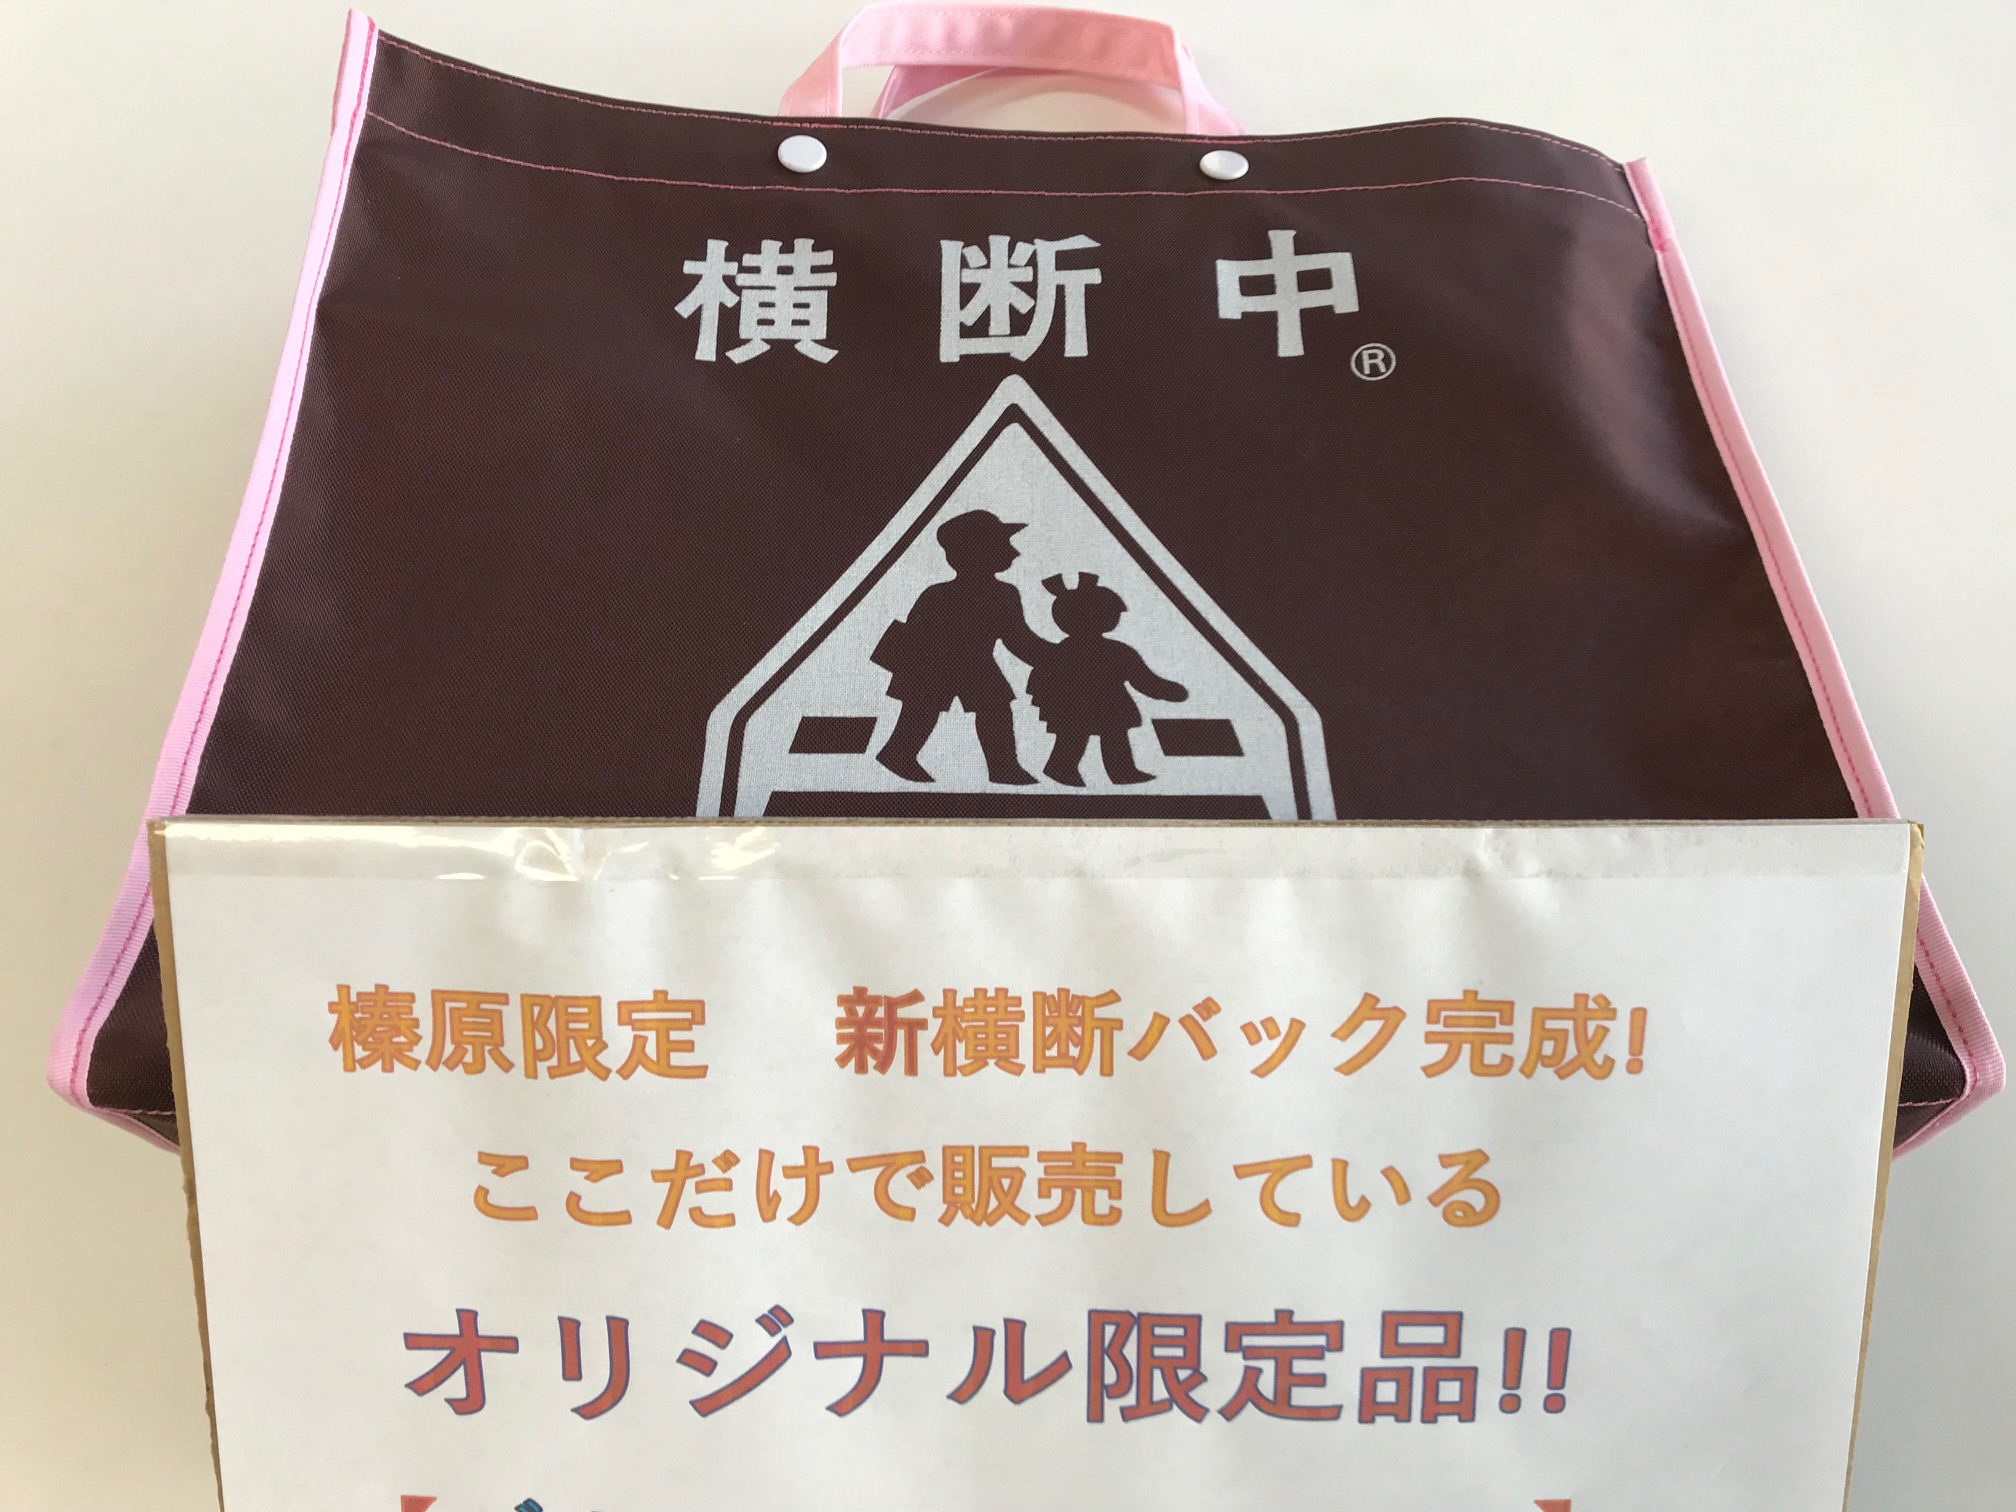 横断中®
榛原限定　新横断バック完成!
ここだけで販売している
オリジナル限定品!!